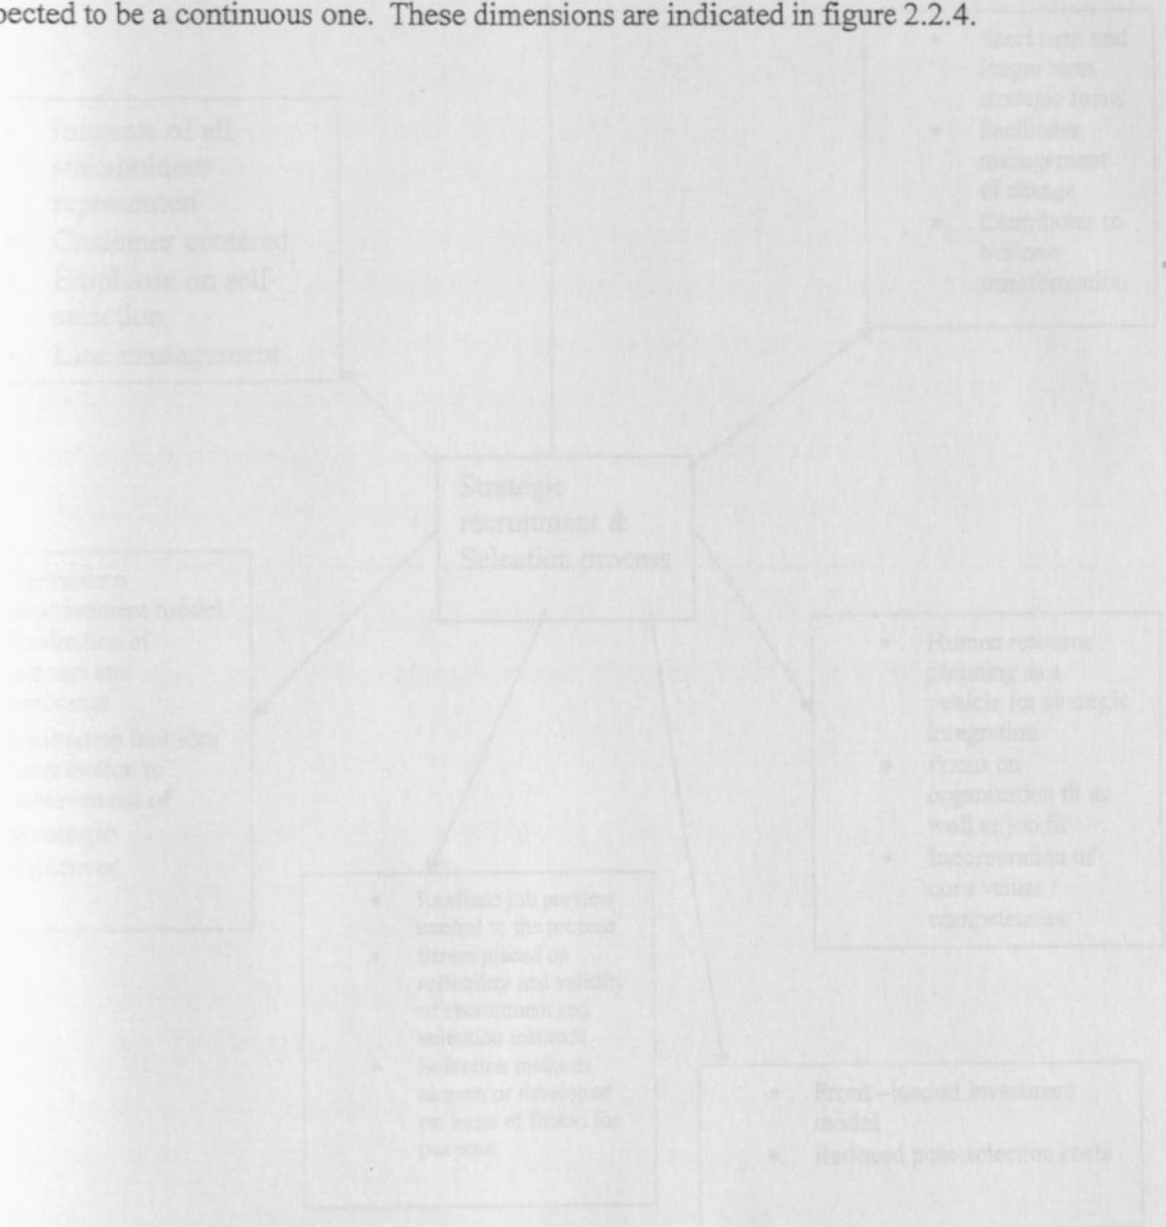 pected to be a continuous one. These dimensions are indicated in figure 2.2.4.
Short term and
longer term
strategic focus
Facilitates
management
of change
Contributes to
business
transformation
Interests of all
stakeholders
represented
Customer centered
Emphasis on self-
selection
Line management
Strategic
recruitment &
Selection process
improvement model.
Evaluation of
process and
Evaluation includes
contribution to
achievement of
strategic
Human resource
planning as a
vehicle for strategic
integration
Focus on
organization fit as
well as job fit
Incorporation of
core values /
competencies
Realistic job preview
central to the process
Stress placed on
reliability and validity
of recruitment and
selection methods
Selection methods
chosen or developed
on basis of fitness for
purpose
Front -loaded investment
model
Reduced post-selection costs